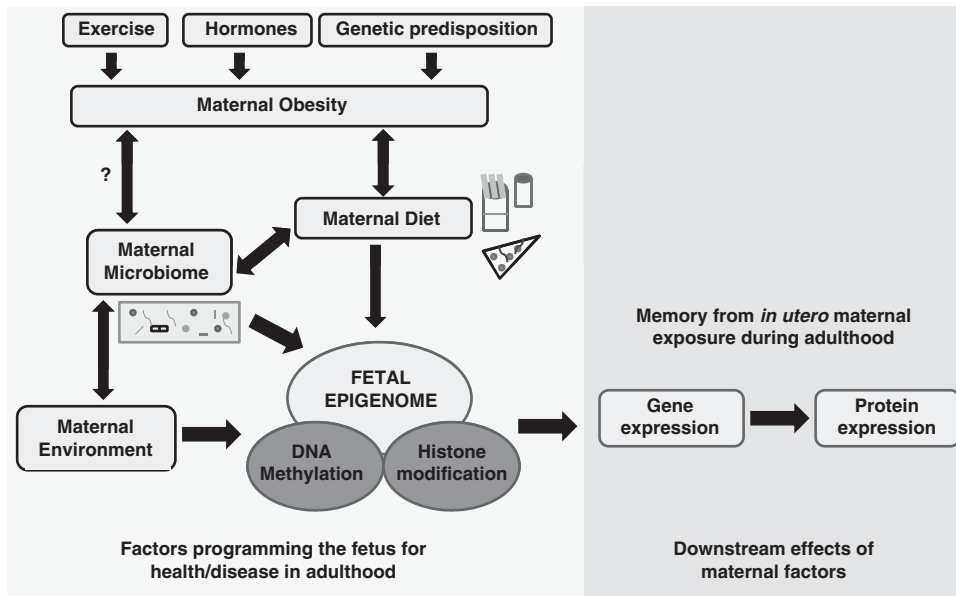 Exercise
Hormones
Genetic predisposition
Maternal Obesity
?
Maternal Diet
Maternal
Microbiome
Memory from in utero maternal
exposure during adulthood
FETAL
EPIGENOME
Maternal
Environment
DNA
Methylation
Histone
modification
Gene
expression
Protein
expression
Factors programming the fetus for
health/disease in adulthood
Downstream effects of
maternal factors